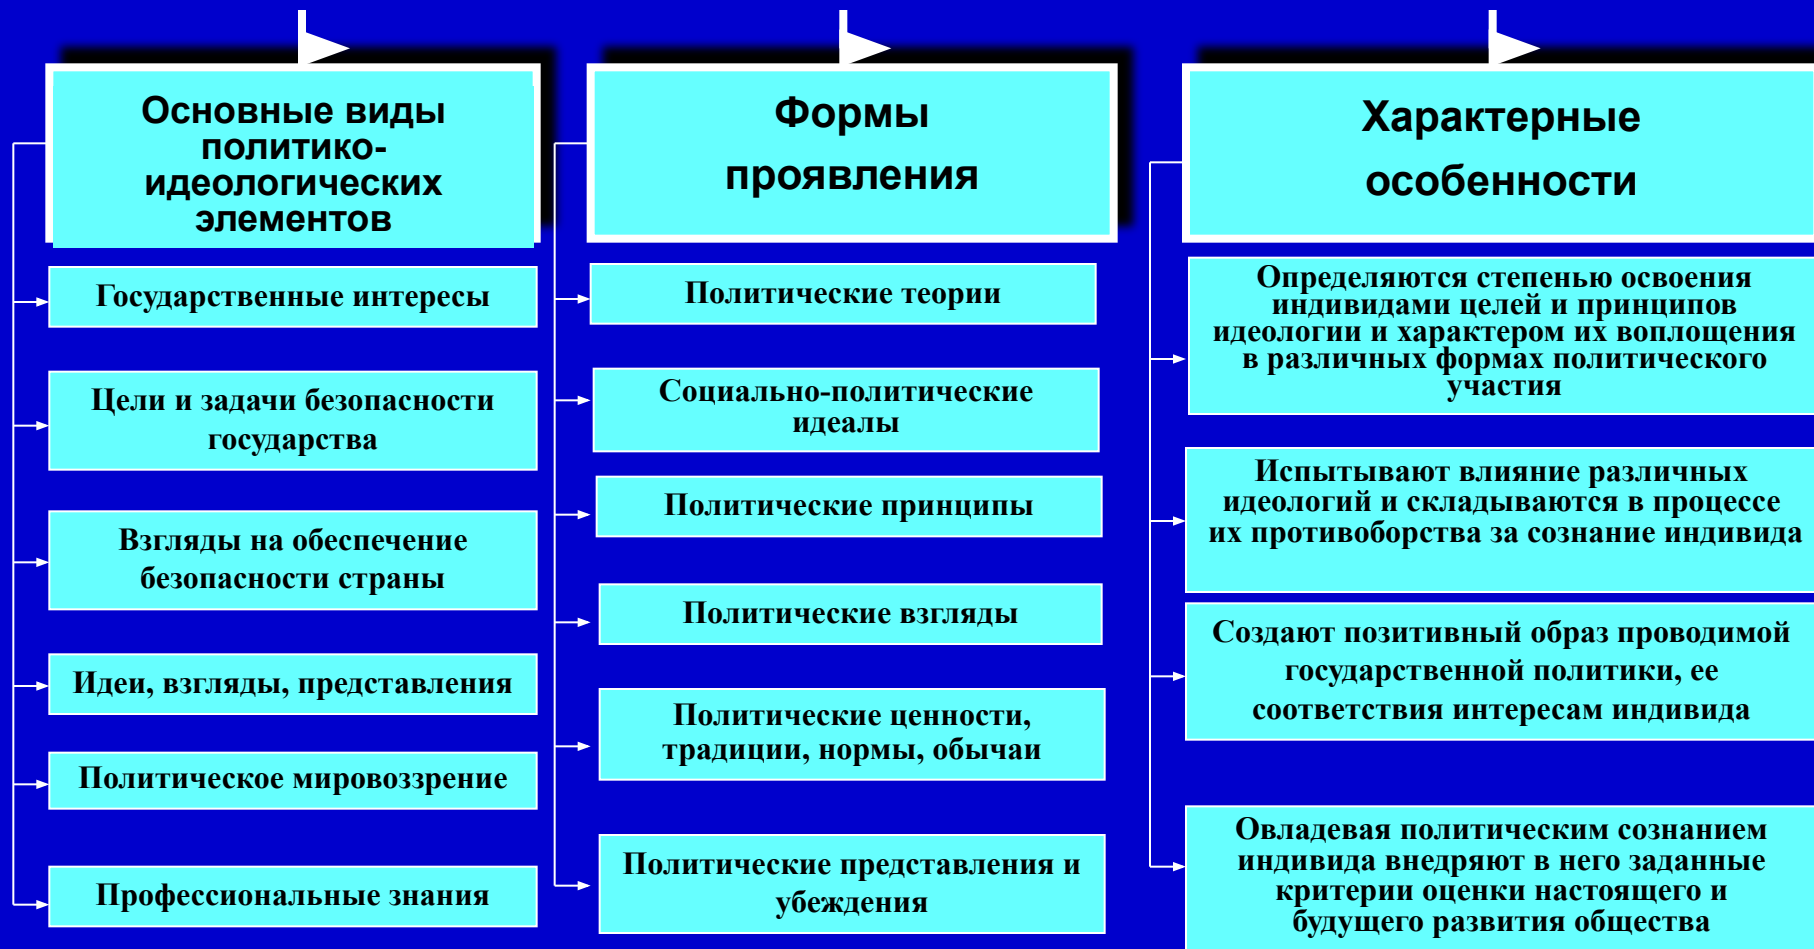 Основные виды
политико-
идеологических
элементов
Государственные интересы
Цели и задачи безопасности
государства
Взгляды на обеспечение
безопасности страны
Идеи, взгляды, представления
Политическое мировоззрение
Профессиональные знания
Формы
проявления
Политические теории
Социально-политические
идеалы
Политические принципы
Политические взгляды
Политические ценности,
традиции, нормы, обычаи
Политические представления и
убеждения
Характерные
особенности
Определяются степенью освоения
индивидами целей и принципов
идеологии и характером их воплощения
в различных формах политического
участия
Испытывают влияние различных
идеологий и складываются в процессе
их противоборства за сознание индивида
Создают позитивный образ проводимой
государственной политики, ее
соответствия интересам индивида
Овладевая политическим сознанием
индивида внедряют в него заданные
критерии оценки настоящего и
будущего развития общества